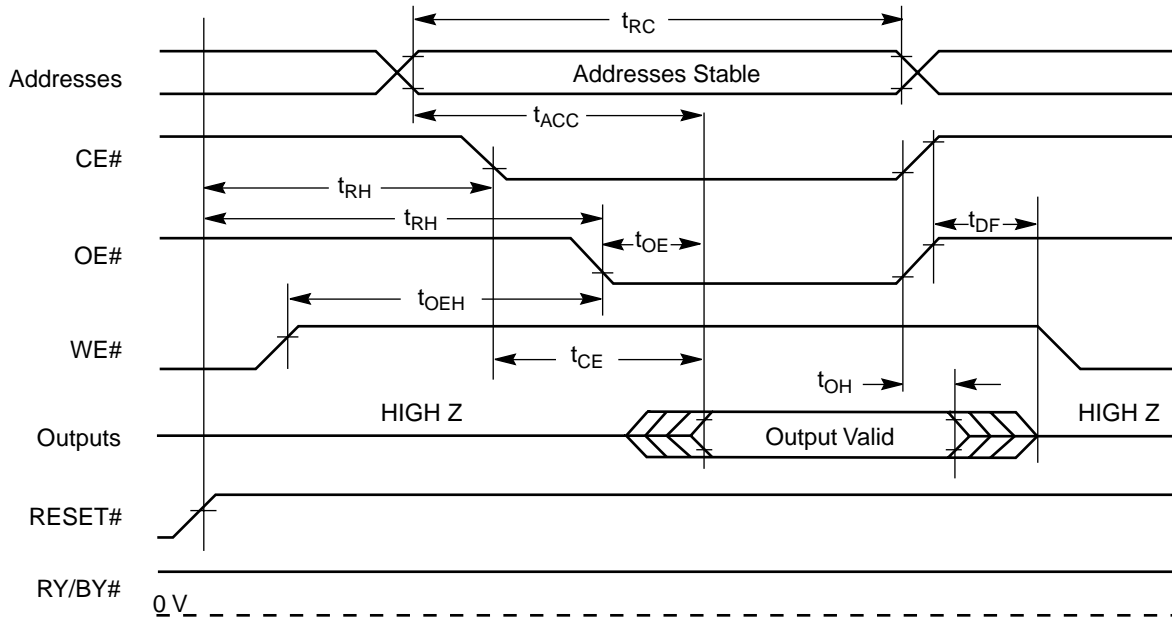 tRC
Addresses
Addresses Stable
tACC
CE#
tRH
tRH
OE#
tOE
tDF
tOEH
WE#
tCE
tOH
HIGH Z
HIGH Z
Outputs
Output Valid
RESET#
RY/BY#
0 V